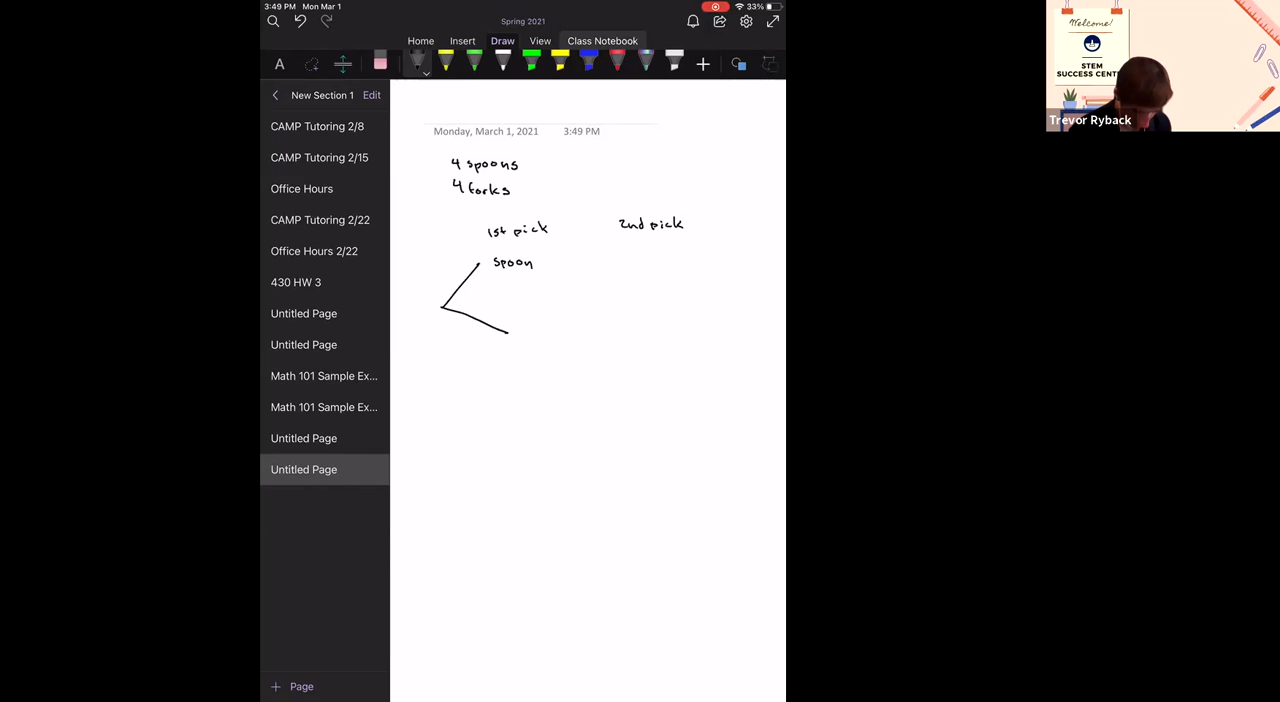 3:49 PM Mon Mar 1
33%
Spring 2021
Home Insert Draw View Class Notebook
A
New Section 1 Edit
CAMP Tutoring 2/8
CAMP Tutoring 2/15
Office Hours
CAMP Tutoring 2/22
Office Hours 2/22
430 HW 3
Untitled Page
Untitled Page
Math 101 Sample Ex...
Math 101 Sample Ex...
Untitled Page
Untitled Page
+ Page
Monday, March 1, 2021 3:49 PM
4 spoons
4 forks
1st pick 2nd pick
spoon
Welcome!
STEM
SUCCESS CENT
Trevor Ryback